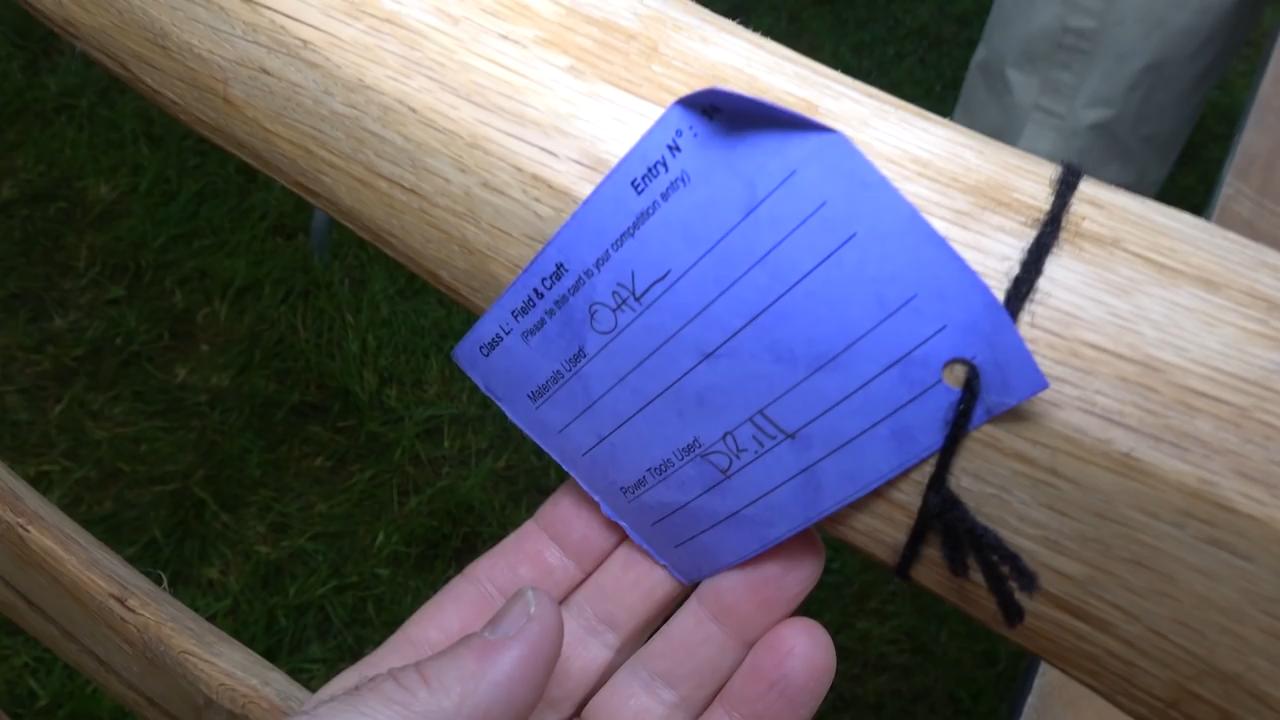 Entry Nº:
Class L: Field & Craft
(Please tie this card to your competition entry)
Materials Used: OAK
Power Tools Used: DRill